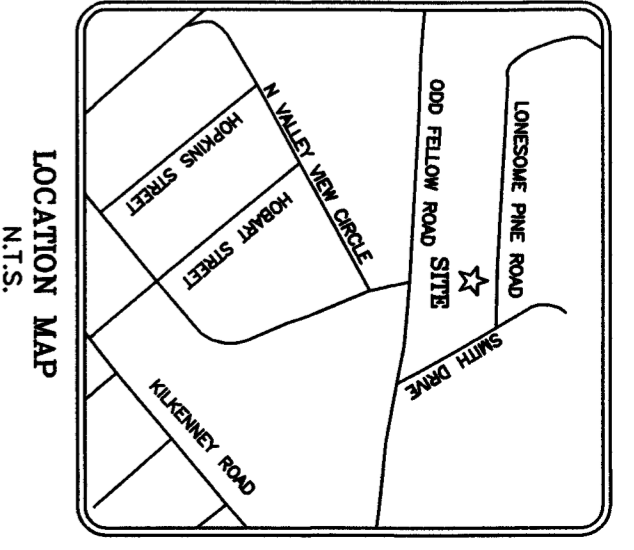 LONESOME PINE ROAD
SITE
ODD FELLOW ROAD
SMITH DRIVE
N VALLEY VIEW CIRCLE
HOPKINS STREET
HOBART STREET
KILKENNEY ROAD
LOCATION MAP
N.T.S.